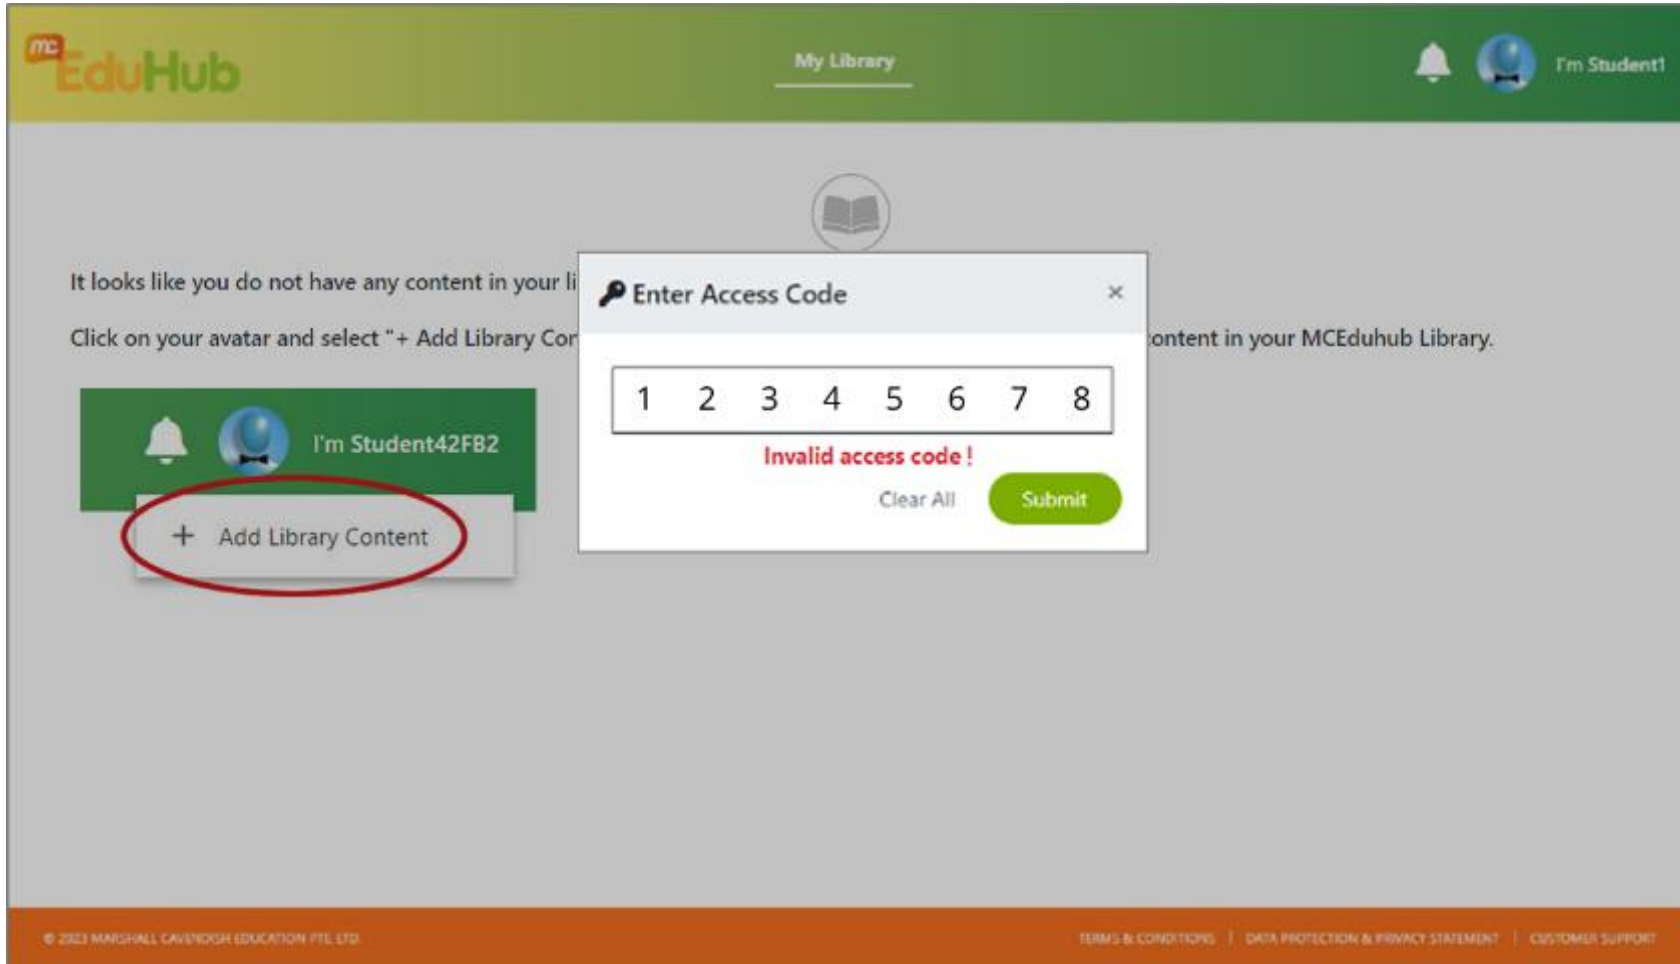 mc
EduHub
My Library
I'm Student1
It looks like you do not have any content in your li
Click on your avatar and select "+ Add Library Con
ontent in your MCEduhub Library.
Enter Access Code
×
1 2 3 4 5 6 7 8
Invalid access code !
Clear All
Submit
I'm Student42FB2
+ Add Library Content
© 2023 MARSHALL CAVENDISH EDUCATION PTE. LTD.
TERMS & CONDITIONS | DATA PROTECTION & PRIVACY STATEMENT | CUSTOMER SUPPORT